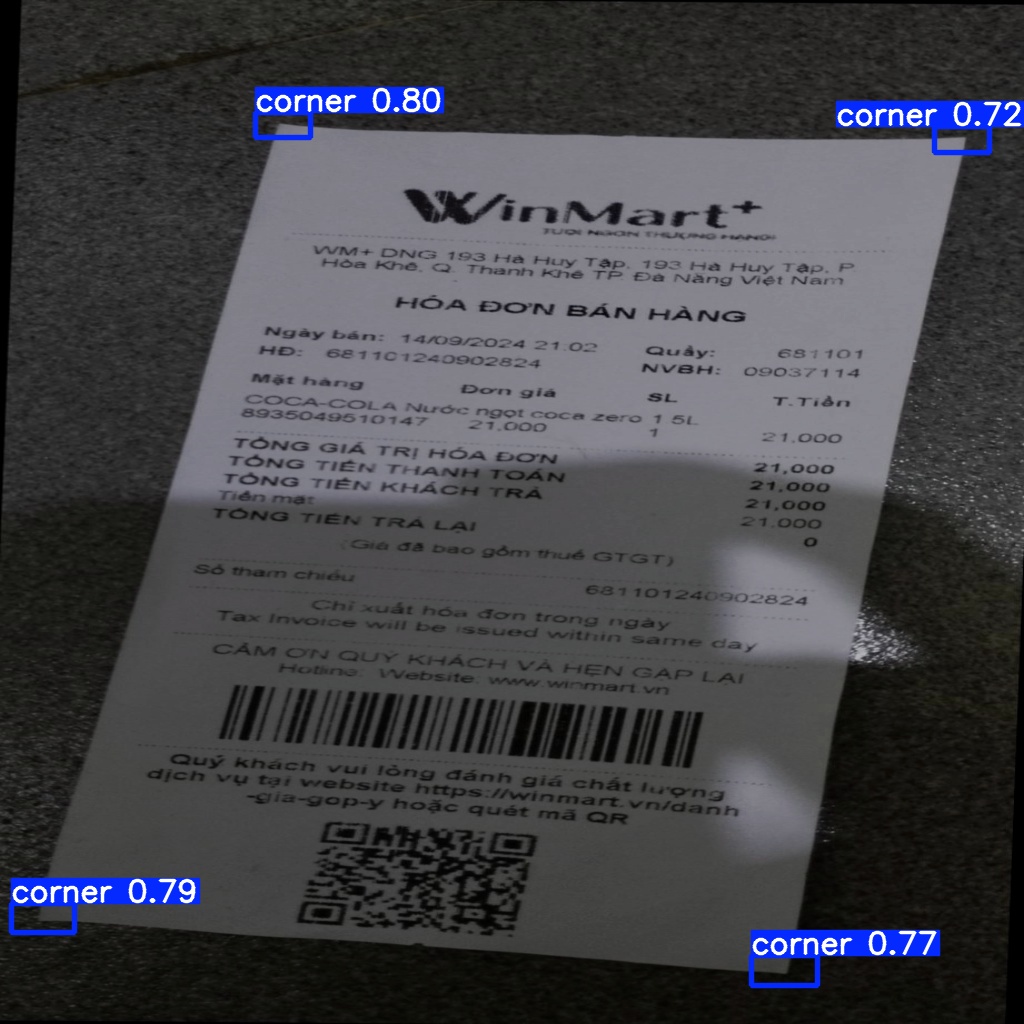 corner 0.80
corner 0.72
WinMart+
TƯƠI NGON THƯỢNG HẠNG!
WM+ DNG 193 Hà Huy Tập, 193 Hà Huy Tập, P.
Hòa Khê, Q. Thanh Khê TP. Đà Nẵng Việt Nam
HÓA ĐƠN BÁN HÀNG
Ngày bán: 14/09/2024 21:02 Quầy: 681101
HĐ: 681101240902824 NVBH: 09037114
Mặt hàng Đơn giá SL T.Tiền
COCA-COLA Nước ngọt coca zero 1.5L
8935049510147 21,000 1 21,000
TỔNG GIÁ TRỊ HÓA ĐƠN 21,000
TỔNG TIỀN THANH TOÁN 21,000
TỔNG TIỀN KHÁCH TRẢ 21,000
Tiền mặt 21,000
TỔNG TIỀN TRẢ LẠI 0
(Giá đã bao gồm thuế GTGT)
Số tham chiếu 681101240902824
Chỉ xuất hóa đơn trong ngày
Tax Invoice will be issued within same day
CẢM ƠN QUÝ KHÁCH VÀ HẸN GẶP LẠI
Hotline: Website: www.winmart.vn
Quý khách vui lòng đánh giá chất lượng
dịch vụ tại website https://winmart.vn/danh
-gia-gop-y hoặc quét mã QR
corner 0.79
corner 0.77